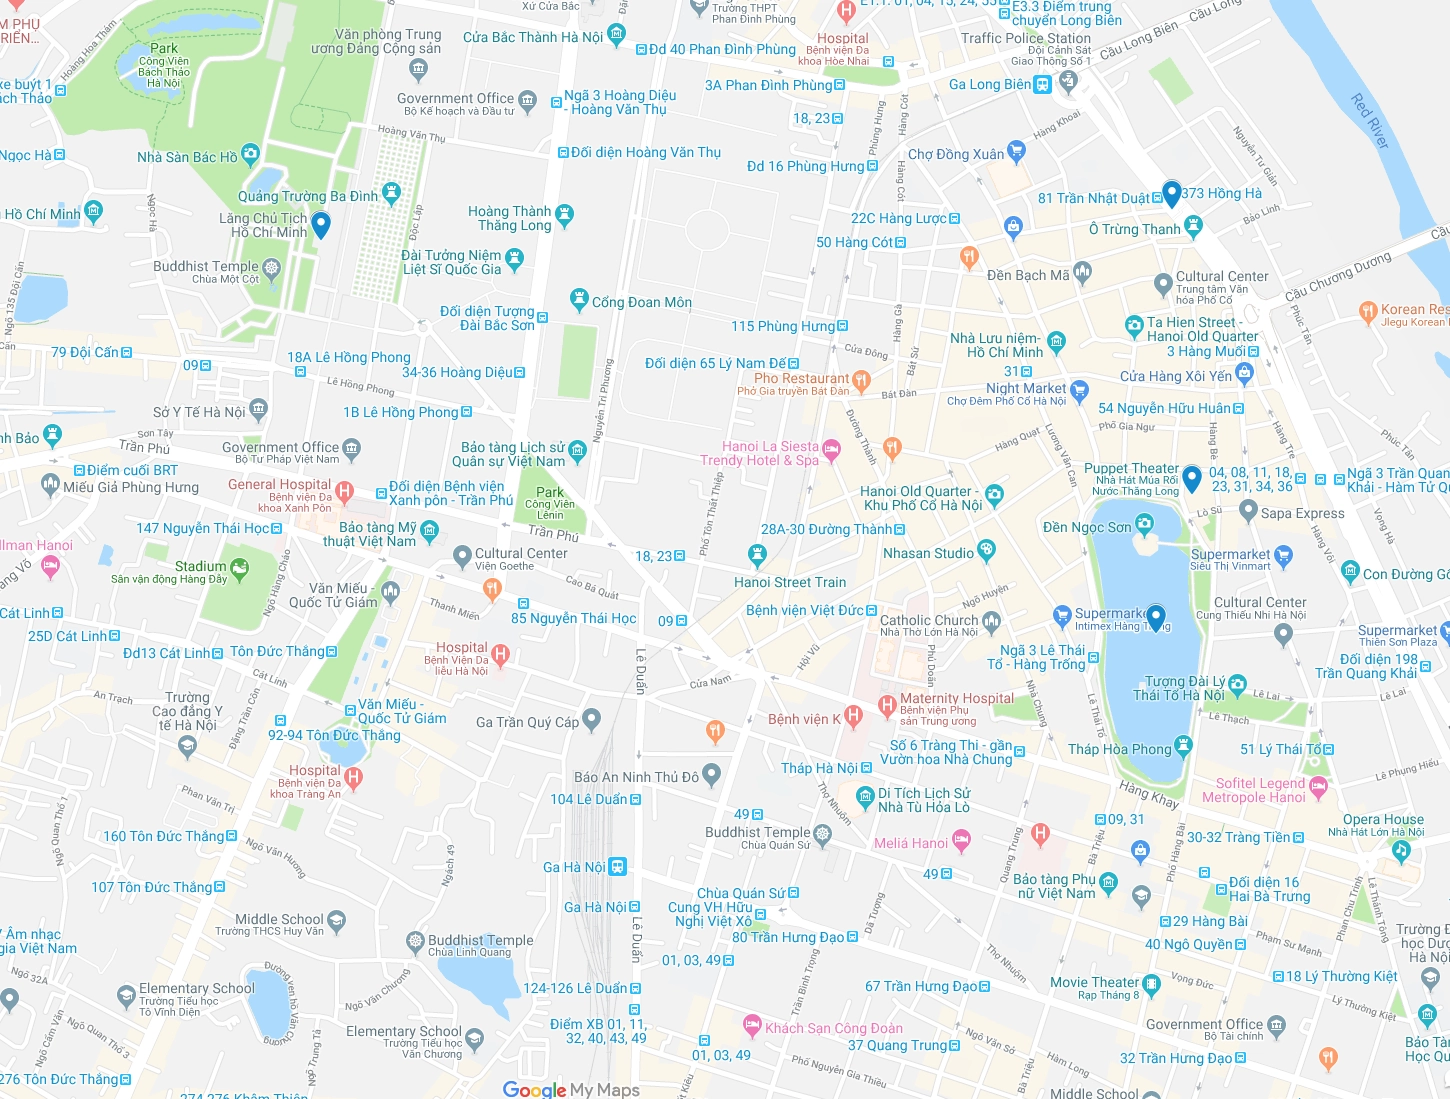 Xứ Cửa Bắc
Trường THPT
Phan Đình Phùng
E1.1: 01, 04, 15, 24, 53
E3.3 Điểm trung
chuyển Long Biên
Cầu Long Biên
Hoàng Hoa Thám
Park
Công Viên
Bách Thảo
Hà Nội
Văn phòng Trung
ương Đảng Cộng sản
Cửa Bắc Thành Hà Nội
Đd 40 Phan Đình Phùng
Hospital
Bệnh viện Đa
khoa Hòe Nhai
Traffic Police Station
Đội Cảnh Sát
Giao Thông Số 1
Cầu Long Biên
Ga Long Biên
3A Phan Đình Phùng
Government Office
Bộ Kế hoạch và Đầu tư
Ngã 3 Hoàng Diệu
- Hoàng Văn Thụ
18, 23
Phùng Hưng
Hàng Cót
Hàng Khoai
Red River
Nguyễn Tư Giản
Hoàng Văn Thụ
Đối diện Hoàng Văn Thụ
Ngọc Hà
Nhà Sàn Bác Hồ
Chợ Đồng Xuân
Đd 16 Phùng Hưng
Hàng Cót
Quảng Trường Ba Đình
81 Trần Nhật Duật
373 Hồng Hà
Ngọc Hà
Hồ Chí Minh
Lăng Chủ Tịch
Hồ Chí Minh
Độc Lập
Hoàng Thành
Thăng Long
22C Hàng Lược
Bảo Linh
Ô Trừng Thanh
50 Hàng Cót
Đài Tưởng Niệm
Liệt Sĩ Quốc Gia
Buddhist Temple
Chùa Một Cột
Đền Bạch Mã
Cultural Center
Trung tâm Văn
hóa Phố Cổ
Cầu Chương Dương
Ngõ 135 Đội Cấn
Cổng Đoan Môn
Đối diện Tượng
Đài Bắc Sơn
115 Phùng Hưng
Hàng Gà
Ta Hien Street -
Hanoi Old Quarter
Phúc Tân
Korean Res
Jlegu Korean
79 Đội Cấn
09
18A Lê Hồng Phong
Đối diện 65 Lý Nam Đế
Cửa Đông
Bát Sứ
Nhà Lưu niệm-
Hồ Chí Minh
3 Hàng Muối
34-36 Hoàng Diệu
Lê Hồng Phong
Nguyễn Tri Phương
Pho Restaurant
Phở Gia truyền Bát Đàn
31
Cửa Hàng Xôi Yến
Bát Đàn
Night Market
Chợ Đêm Phố Cổ Hà Nội
Sở Y Tế Hà Nội
1B Lê Hồng Phong
54 Nguyễn Hữu Huân
Phố Gia Ngư
nh Bảo
Sơn Tây
Trần Phú
Government Office
Bộ Tư Pháp Việt Nam
Bảo tàng Lịch sử
Quân sự Việt Nam
Hanoi La Siesta
Trendy Hotel & Spa
Đường Thành
Hàng Quạt
Lương Văn Can
Hàng Bè
Hàng Tre
Phúc Tân
Điểm cuối BRT
Miếu Giả Phùng Hưng
General Hospital
Bệnh viện Đa
khoa Xanh Pôn
Đối diện Bệnh viện
Xanh pôn - Trần Phú
Park
Công Viên
Lênin
Phố Tôn Thất Thiệp
Hanoi Old Quarter -
Khu Phố Cổ Hà Nội
Puppet Theater
Nhà Hát Múa Rối
Nước Thăng Long
04, 08, 11, 18,
23, 31, 34, 36
Ngã 3 Trần Quan
Khải - Hàm Tử Q
147 Nguyễn Thái Học
Bảo tàng Mỹ
thuật Việt Nam
Trần Phú
28A-30 Đường Thành
Đền Ngọc Sơn
Lò Sũ
Sapa Express
Vọng Hà
Hàng Vôi
llman Hanoi
Stadium
Sân vận động Hàng Đẫy
Hàng Cháo
Cultural Center
Viện Goethe
18, 23
Nhasan Studio
Supermarket
Siêu Thị Vinmart
Con Đường Gố
Văn Miếu -
Quốc Tử Giám
Cao Bá Quát
Hanoi Street Train
Ngõ Huyện
Cát Linh
Thanh Miến
85 Nguyễn Thái Học
09
Bệnh viện Việt Đức
Catholic Church
Nhà Thờ Lớn Hà Nội
Supermarke
Intimex Hàng Tr
Cultural Center
Cung Thiếu Nhi Hà Nội
25D Cát Linh
Đd13 Cát Linh
Tôn Đức Thắng
Hospital
Bệnh Viện Da
liễu Hà Nội
Lê Duẩn
Hội Vũ
Phủ Doãn
Ngã 3 Lê Thái
Tổ - Hàng Trống
Supermarket
Thiên Sơn Plaza
Đối diện 198
Trần Quang Khải
An Trạch
Trường
Cao đẳng Y
tế Hà Nội
Đặng Trần Côn
Văn Miếu -
Quốc Tử Giám
Cửa Nam
Maternity Hospital
Bệnh viện Phụ
sản Trung ương
Nhà Chung
Lê Thái Tổ
Tượng Đài Lý
Thái Tổ Hà Nội
Lê Lai
Lê Lai
Lê Thạch
92-94 Tôn Đức Thắng
Ga Trần Quý Cáp
Bệnh viện K
Số 6 Tràng Thi - gần
Vườn hoa Nhà Chung
Tháp Hòa Phong
51 Lý Thái Tổ
Hospital
Bệnh viện Đa
khoa Tràng An
Báo An Ninh Thủ Đô
Tháp Hà Nội
Hàng Khay
Sofitel Legend
Metropole Hanoi
Lê Phụng Hiểu
Phan Văn Trị
104 Lê Duẩn
49
Thợ Nhuộm
Di Tích Lịch Sử
Nhà Tù Hỏa Lò
Ngõ Quan Thổ 1
160 Tôn Đức Thắng
Ngõ Văn Hương
Ngách 49
Buddhist Temple
Chùa Quán Sứ
Meliá Hanoi
Quang Trung
Bà Triệu
09, 31
Phố Hàng Bài
30-32 Tràng Tiền
Opera House
Nhà Hát Lớn Hà Nội
Ga Hà Nội
107 Tôn Đức Thắng
Chùa Quán Sứ
49
Bảo tàng Phụ
nữ Việt Nam
Đối diện 16
Hai Bà Trưng
Phan Chu Trinh
Lê Thánh Tông
Middle School
Trường THCS Huy Văn
Ga Hà Nội
Cung VH Hữu
Nghị Việt Xô
Dã Tượng
29 Hàng Bài
Âm nhạc
gia Việt Nam
Buddhist Temple
Chùa Linh Quang
Lê Duẩn
80 Trần Hưng Đạo
40 Ngô Quyền
Phạm Sư Mạnh
Trường Đ
học Dượ
Hà Nộ
01, 03, 49
Thợ Nhuộm
18 Lý Thường Kiệt
Ngõ 32A
Elementary School
Trường Tiểu học
Tô Vĩnh Diện
Đường ven hồ Văn Chương
Ngõ Văn Chương
124-126 Lê Duẩn
Trần Bình Trọng
67 Trần Hưng Đạo
Movie Theater
Rạp Tháng 8
Vọng Đức
Lý Thường Kiệt
Ngõ Cẩm Văn
Ngõ Quan Thổ 3
Ngõ Trung Tả
Elementary School
Trường Tiểu học
Văn Chương
Điểm XB 01, 11,
32, 40, 43, 49
Khách Sạn Công Đoàn
37 Quang Trung
Ngõ Văn Sở
Government Office
Bộ Tài chính
Bảo Tà
Học Qu
01, 03, 49
Phố Nguyễn Gia Thiều
Hàm Long
Bà Triệu
32 Trần Hưng Đạo
276 Tôn Đức Thắng
274-276 Khâm Thiên
Google My Maps
Middle School